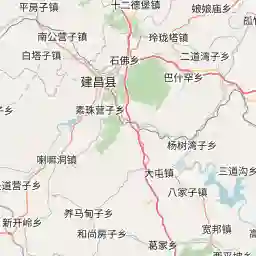 平房子镇
十二德堡镇
娘娘庙乡
南公营子镇
玲珑塔镇
白塔子镇
石佛乡
二道湾子乡
建昌县
巴什罕乡
素珠营子乡
杨树湾子乡
喇嘛洞镇
三道沟乡
大屯镇
道营子乡
八家子镇
养马甸子乡
新开岭乡
宽邦镇
和尚房子乡
葛家乡